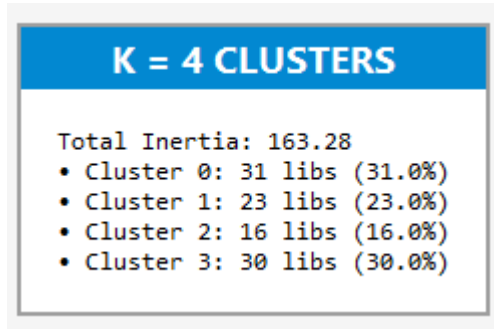 K = 4 CLUSTERS
Total Inertia: 163.28
• Cluster 0: 31 libs (31.0%)
• Cluster 1: 23 libs (23.0%)
• Cluster 2: 16 libs (16.0%)
• Cluster 3: 30 libs (30.0%)